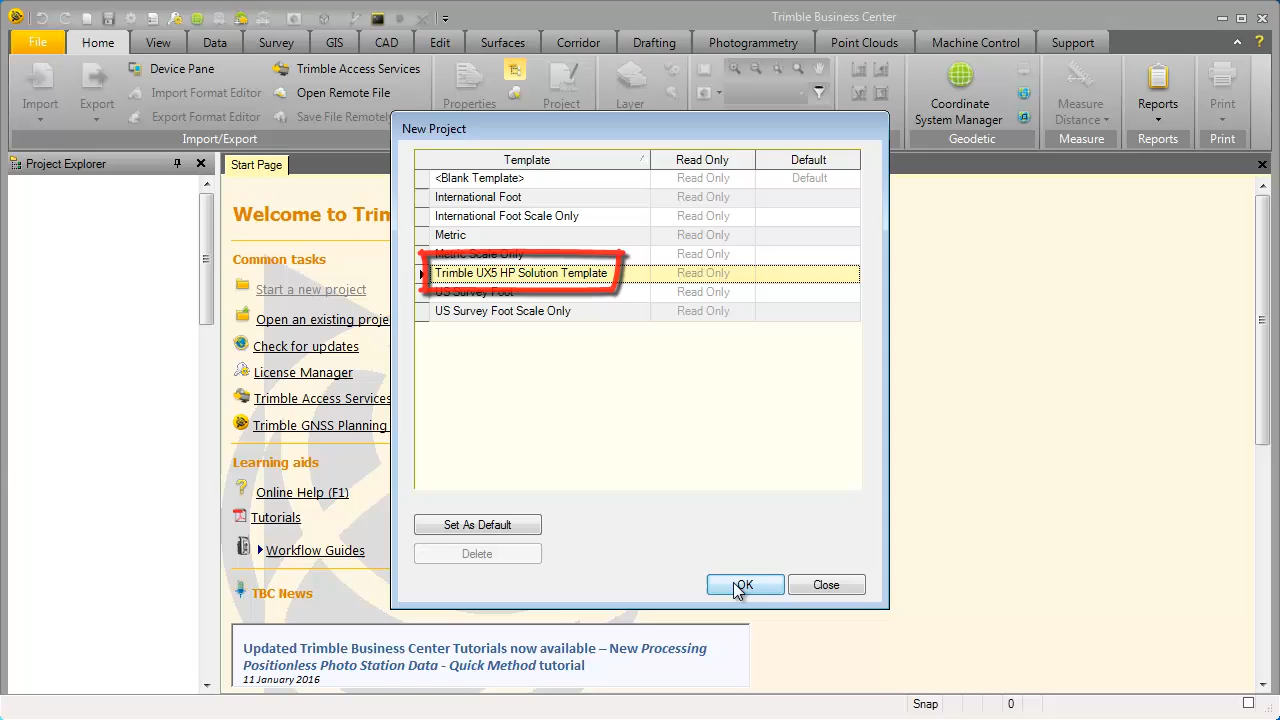 Trimble Business Center
File Home View Data Survey GIS CAD Edit Surfaces Corridor Drafting Photogrammetry Point Clouds Machine Control Support
Import
Export
Device Pane
Import Format Editor
Export Format Editor
Trimble Access Services
Open Remote File
Save File Remotel
Import/Export
Properties
Project
Layer
Coordinate
System Manager
Geodetic
Measure
Distance
Measure
Reports
Reports
Print
Print
Project Explorer
Start Page
Welcome to Trim
Common tasks
Start a new project
Open an existing proje
Check for updates
License Manager
Trimble Access Services
Trimble GNSS Planning
Learning aids
Online Help (F1)
Tutorials
Workflow Guides
TBC News
Updated Trimble Business Center Tutorials now available – New Processing
Positionless Photo Station Data - Quick Method tutorial
11 January 2016
New Project
Template Read Only Default
<Blank Template> Read Only Default
International Foot Read Only
International Foot Scale Only Read Only
Metric Read Only
Metric Scale Only Read Only
Trimble UX5 HP Solution Template Read Only
US Survey Foot Read Only
US Survey Foot Scale Only Read Only
Set As Default
Delete
OK
Close
Snap 0